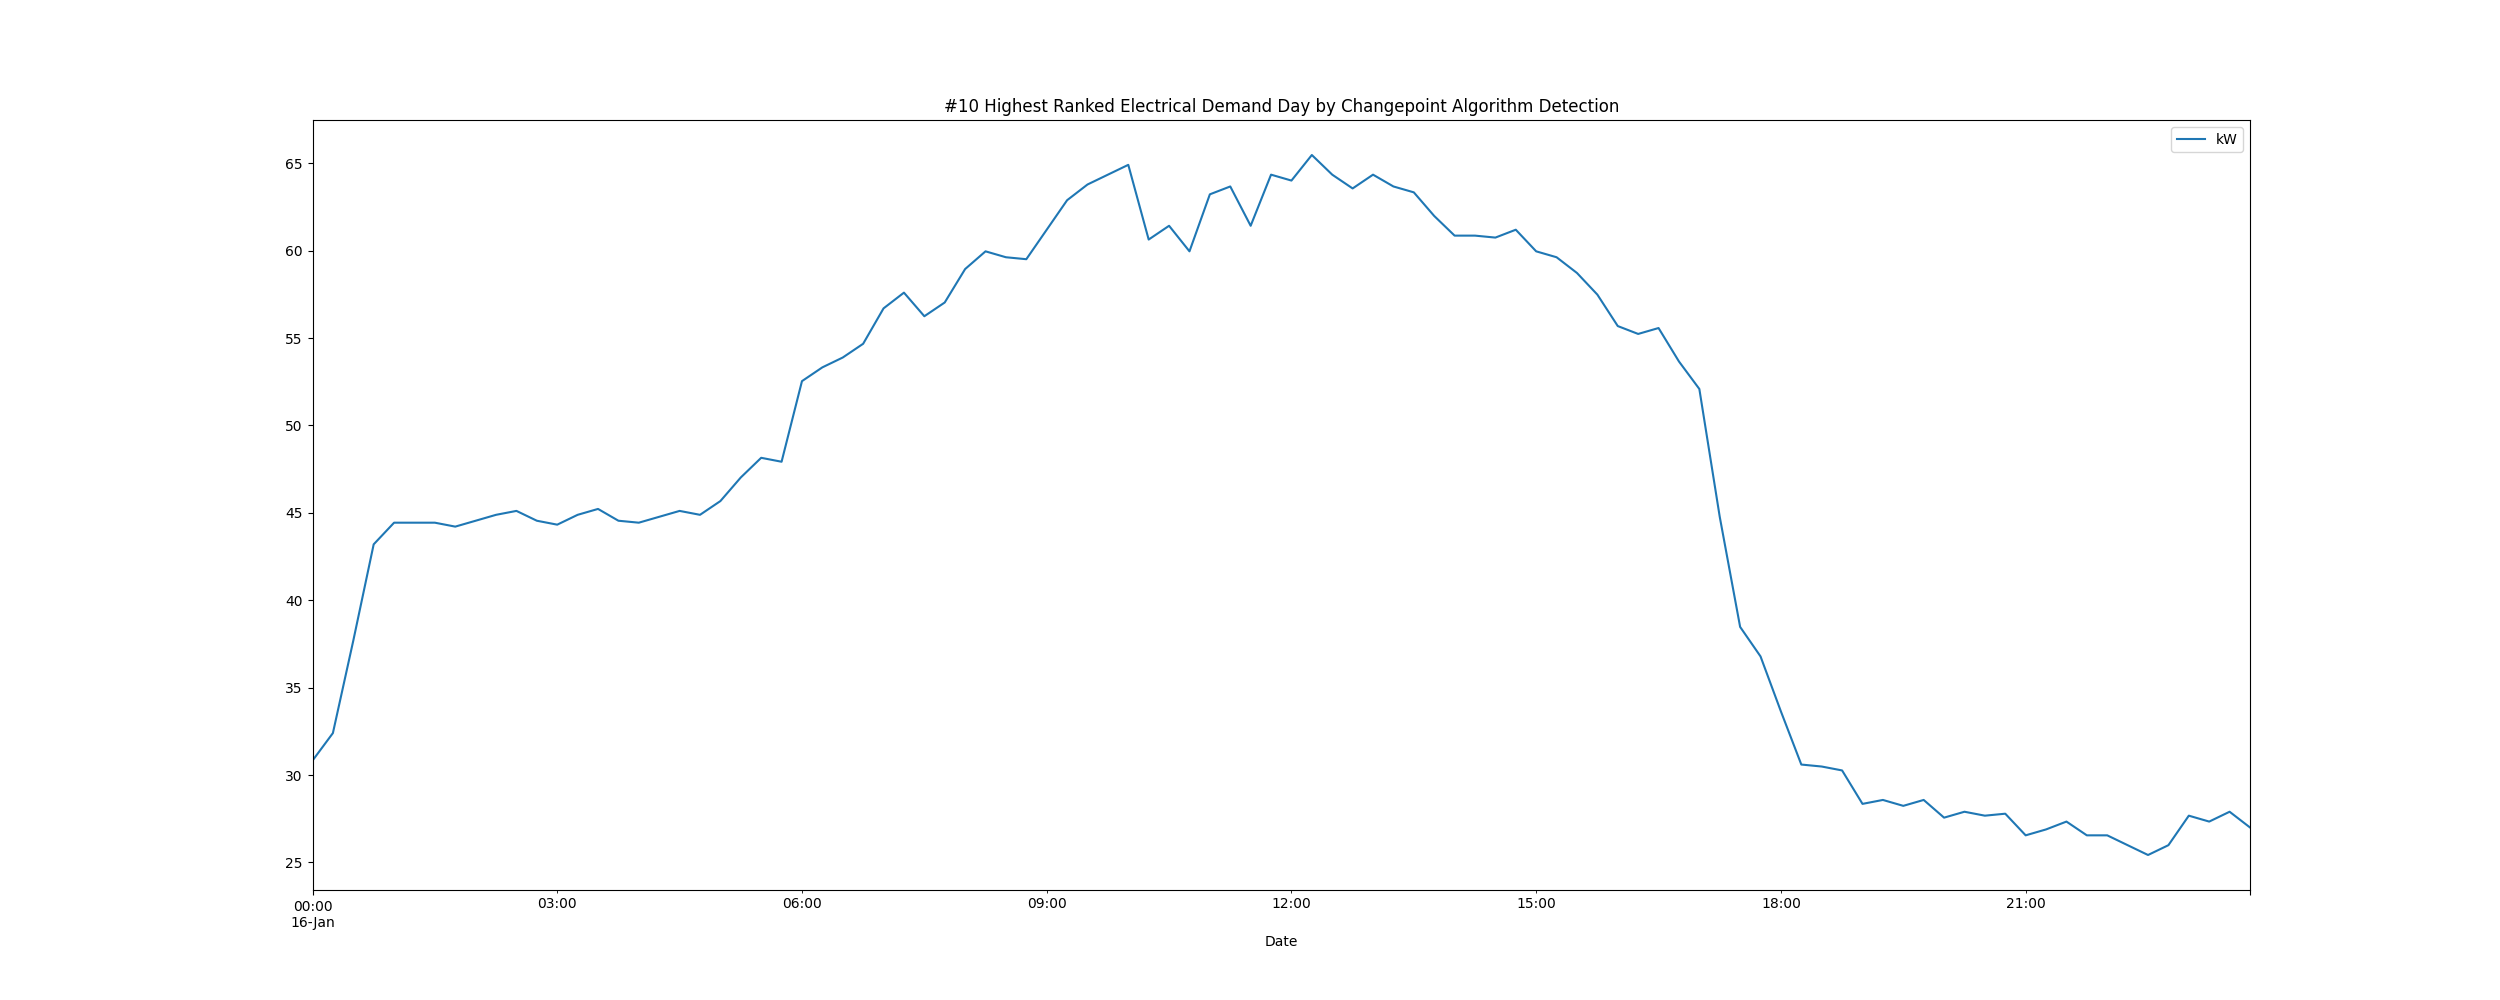 #10 Highest Ranked Electrical Demand Day by Changepoint Algorithm Detection
kW
65
60
55
50
45
40
35
30
25
00:00 03:00 06:00 09:00 12:00 15:00 18:00 21:00
16-Jan
Date